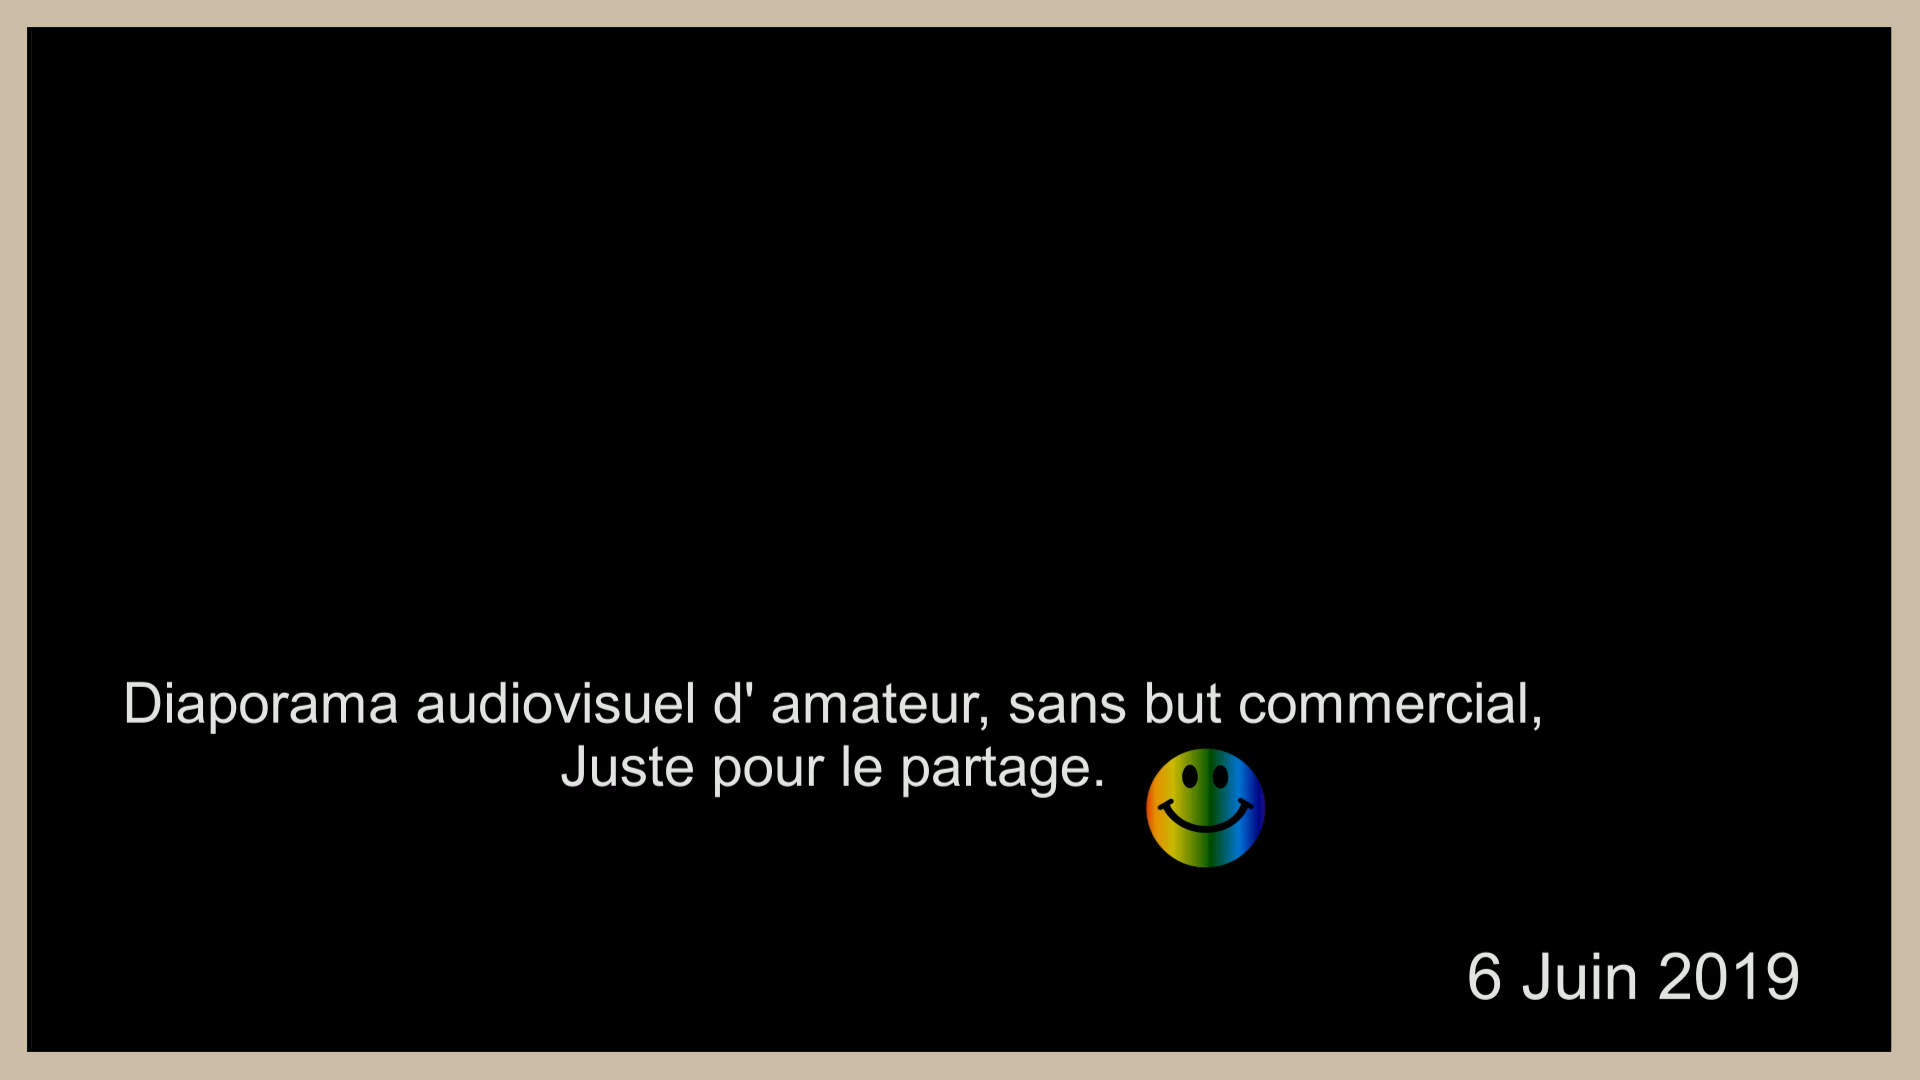 Diaporama audiovisuel d' amateur, sans but commercial,
Juste pour le partage.
6 Juin 2019